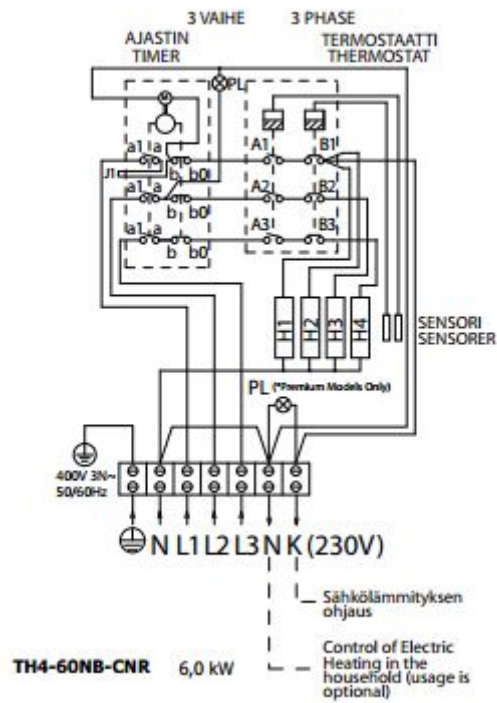 3 VAIHE 3 PHASE
AJASTIN
TIMER
TERMOSTAATTI
THERMOSTAT
M
PL
a1 a
b b0
A1
B1
J1
a1 a
b b0
A2
B2
a1 a
b b0
A3
B3
H1
H2
H3
H4
SENSORI
SENSORER
PL (*Premium Models Only)
400V 3N~
50/60Hz
N L1 L2 L3 N K (230V)
Sähkölämmityksen
ohjaus
Control of Electric
Heating in the
household (usage is
optional)
TH4-60NB-CNR 6,0 kW